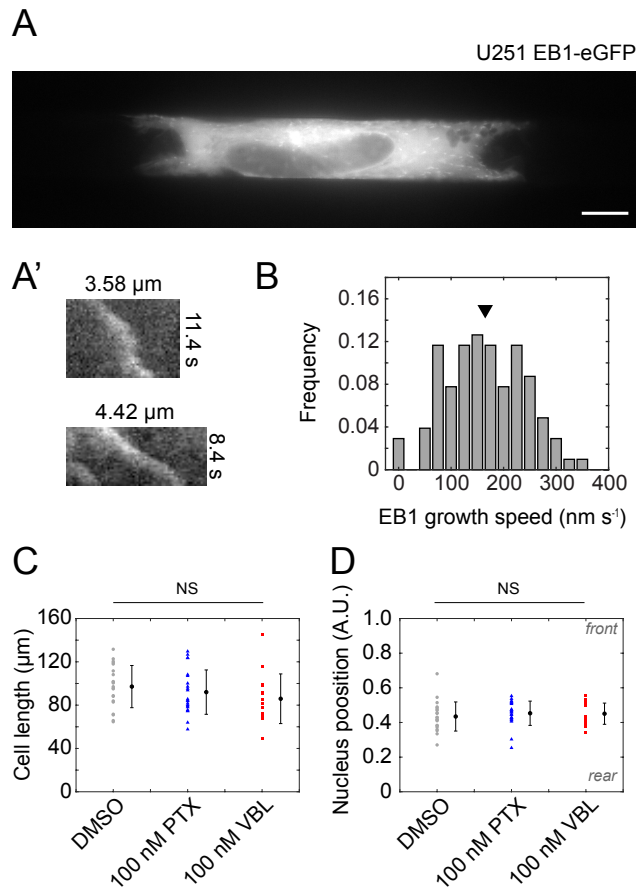 A
U251 EB1-eGFP
A'
3.58 µm
11.4 s
4.42 µm
8.4 s
B
0.16
0.12
0.08
0.04
0
Frequency
0 100 200 300 400
EB1 growth speed (nm s⁻¹)
C
NS
160
120
80
40
0
Cell length (µm)
DMSO
100 nM PTX
100 nM VBL
D
NS
1.0
0.8
0.6
0.4
0.2
0
Nucleus poosition (A.U.)
front
rear
DMSO
100 nM PTX
100 nM VBL